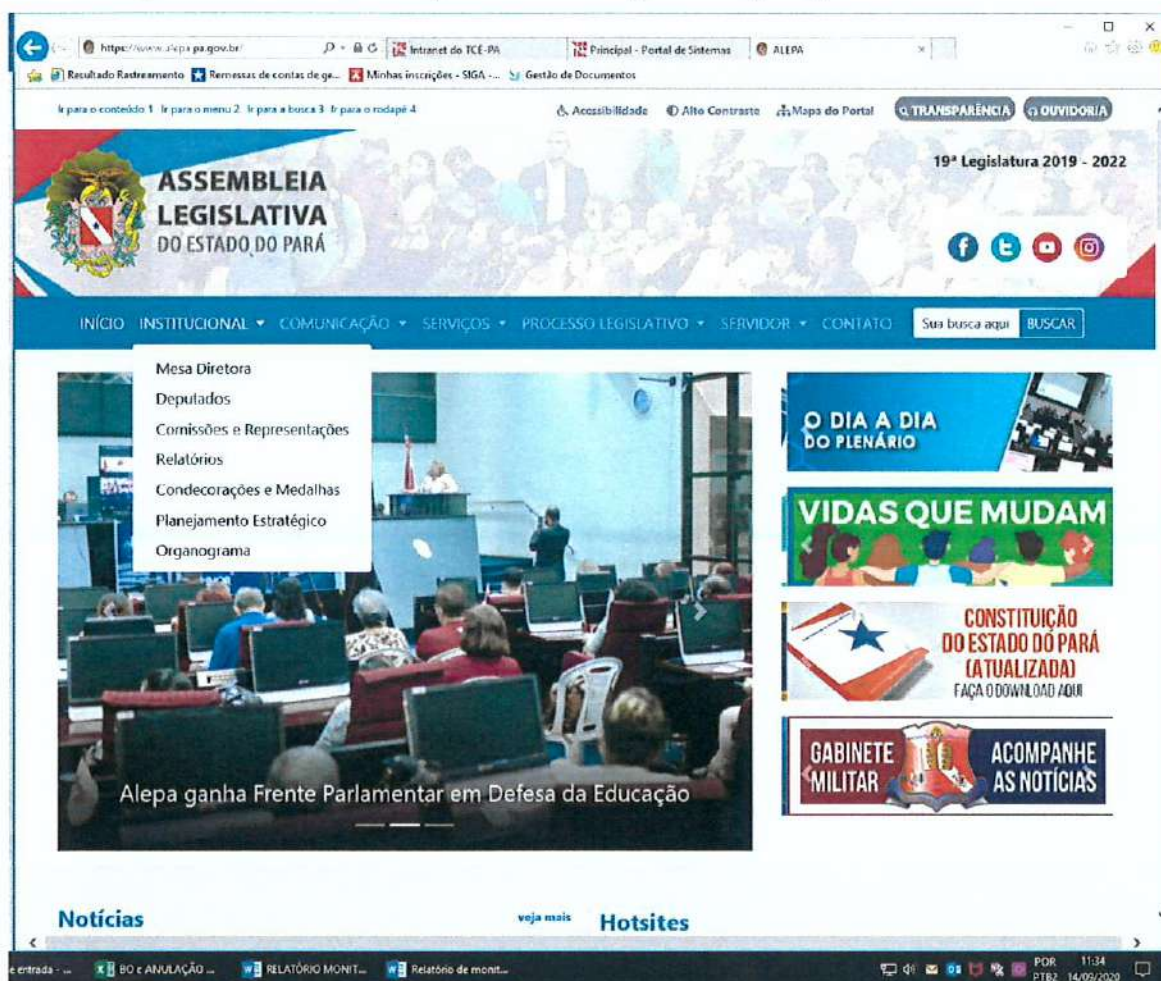 https://www.alepa.pa.gov.br/
Intranet do TCE-PA
Principal - Portal de Sistemas
ALEPA
Resultado Rastreamento Remessas de contas de ge... Minhas inscrições - SIGA -... Gestão de Documentos
Ir para o conteúdo 1 Ir para o menu 2 Ir para a busca 3 Ir para o rodapé 4
Acessibilidade Alto Contraste Mapa do Portal TRANSPARÊNCIA OUVIDORIA
19ª Legislatura 2019 - 2022
ASSEMBLEIA
LEGISLATIVA
DO ESTADO DO PARÁ
INÍCIO INSTITUCIONAL COMUNICAÇÃO SERVIÇOS PROCESSO LEGISLATIVO SERVIDOR CONTATO Sua busca aqui BUSCAR
Mesa Diretora
Deputados
Comissões e Representações
Relatórios
Condecorações e Medalhas
Planejamento Estratégico
Organograma
Alepa ganha Frente Parlamentar em Defesa da Educação
O DIA A DIA
DO PLENÁRIO
VIDAS QUE MUDAM
CONSTITUIÇÃO
DO ESTADO DO PARÁ
(ATUALIZADA)
FAÇA O DOWNLOAD AQUI
GABINETE
MILITAR
ACOMPANHE
AS NOTÍCIAS
Notícias
veja mais
Hotsites
e entrada - ... BO e ANULAÇÃO ... RELATÓRIO MONIT... Relatório de monit...
POR
PTB2
11:34
14/09/2020